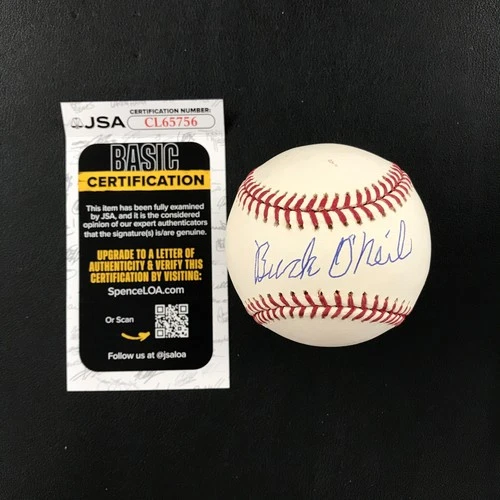 CERTIFICATION NUMBER:
JSA CL65756
BASIC
CERTIFICATION
This item has been fully examined
by JSA, and it is the considered
opinion of our expert authenticators
that the signature(s) is/are genuine.
UPGRADE TO A LETTER OF
AUTHENTICITY & VERIFY THIS
CERTIFICATION BY VISITING:
SpenceLOA.com
Or Scan
Follow us at @jsaloa
Buck O'Neil